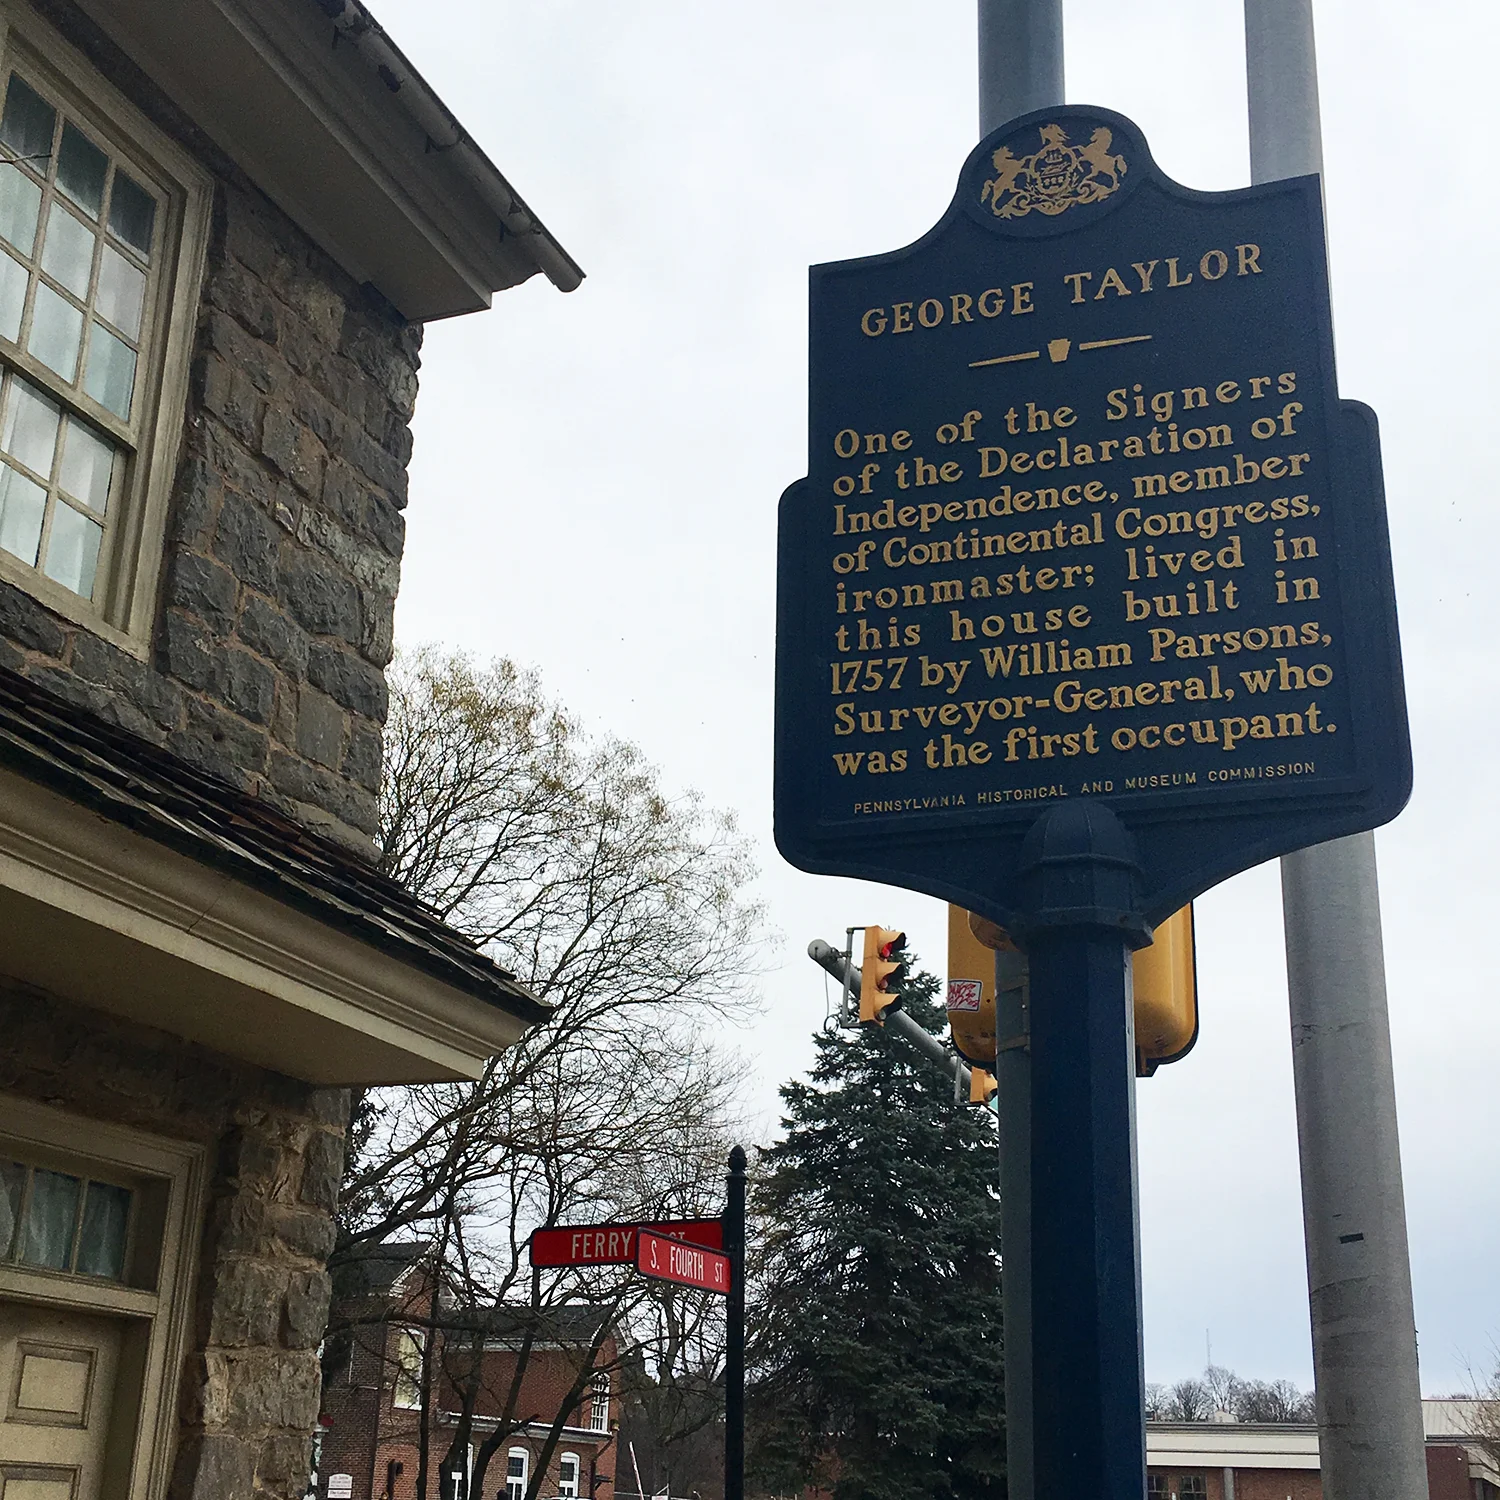 GEORGE TAYLOR
One of the Signers
of the Declaration of
Independence, member
of Continental Congress,
ironmaster; lived in
this house built in
1757 by William Parsons,
Surveyor-General, who
was the first occupant.
PENNSYLVANIA HISTORICAL AND MUSEUM COMMISSION
FERRY ST
S. FOURTH ST